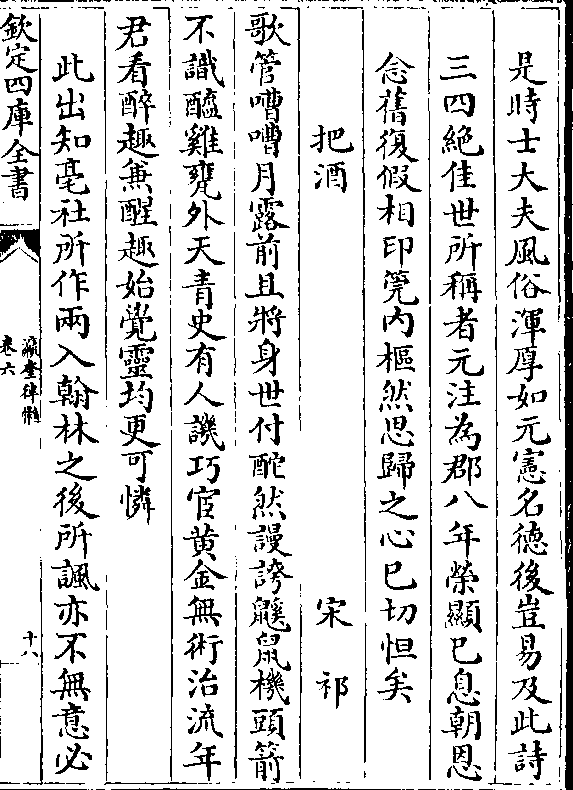 是時士大夫風俗渾厚如元憲名德後豈易及此詩
三四絶佳世所稱者元注為郡八年榮顯已息朝恩
念舊復假相印筦内樞然思歸之心已切怛矣
把酒 宋祁
歌管嘈嘈月露前且將身世付酡然謾誇鼷鼠機頭箭
不識醯雞甕外天青史有人譏巧宦黄金無術治流年
君看醉趣兼醒趣始覺靈均更可憐
此出知亳社所作兩入翰林之後所諷亦不無意必
欽定四庫全書
瀛奎律髓
卷六
十八